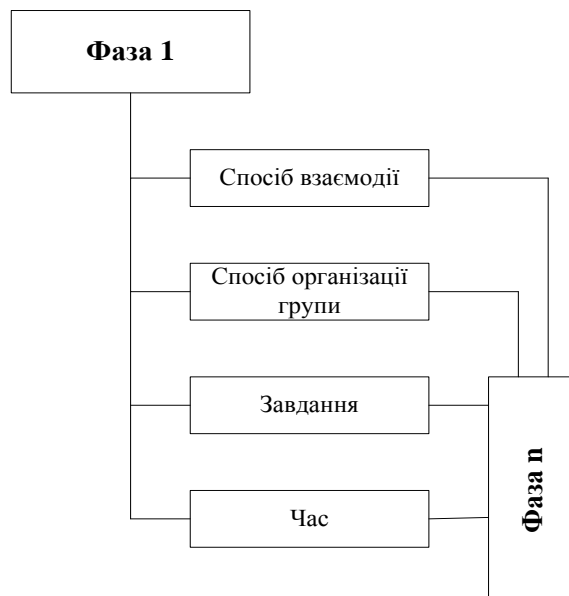 Фаза 1
Спосіб взаємодії
Спосіб організації
групи
Завдання
Час
Фаза n